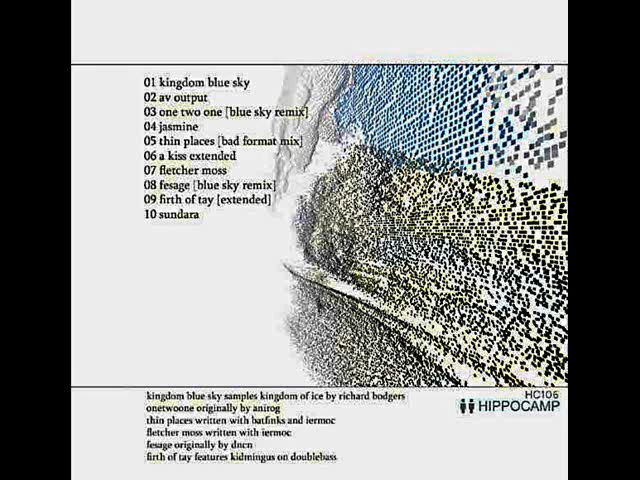 01 kingdom blue sky
02 av output
03 one two one [blue sky remix]
04 jasmine
05 thin places [bad format mix]
06 a kiss extended
07 fletcher moss
08 fesage [blue sky remix]
09 firth of tay [extended]
10 sundara
kingdom blue sky samples kingdom of ice by richard bodgers
onetwoone originally by anirog
thin places written with batfinks and iermoc
fletcher moss written with iermoc
fesage originally by dncn
firth of tay features kidmingus on doublebass
HC106
HIPPOCAMP